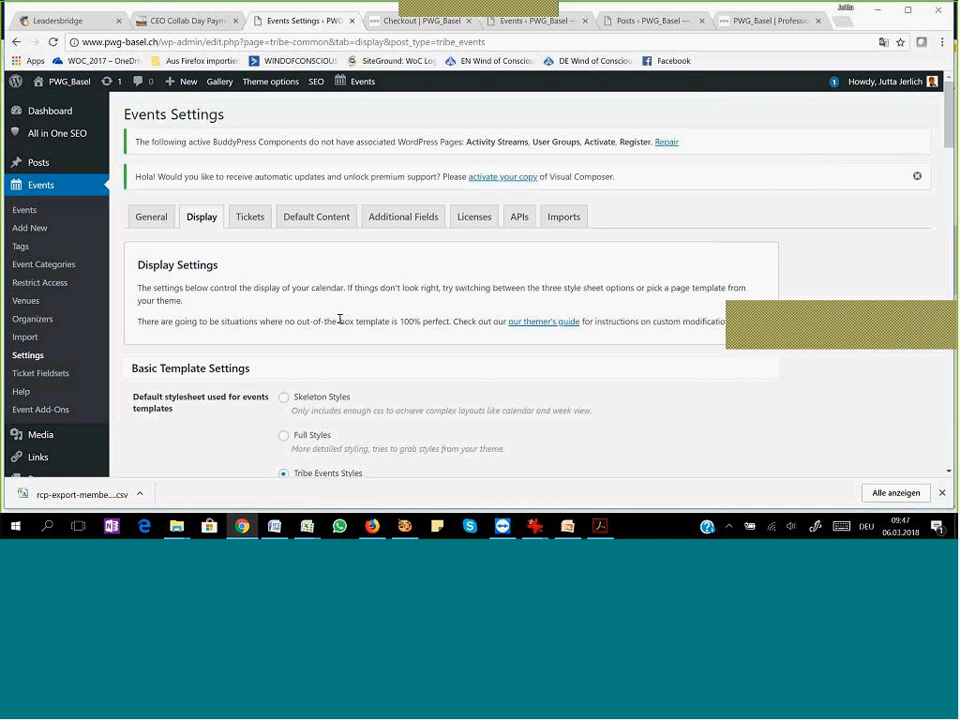 Leadersbridge
CEO Collab Day Paym
Events Settings ‹ PWG
Checkout | PWG_Basel
Events ‹ PWG_Basel —
Posts ‹ PWG_Basel —
PWG_Basel | Professio
Jutta
www.pwg-basel.ch/wp-admin/edit.php?page=tribe-common&tab=display&post_type=tribe_events
Apps
WOC_2017 – OneDriv
Aus Firefox importier
WINDOFCONSCIOUS
SiteGround: WoC Log
EN Wind of Consciou
DE Wind of Consciou
Facebook
PWG_Basel
1
0
+ New
Gallery
Theme options
SEO
Events
1
Howdy, Jutta Jerlich
Dashboard
All in One SEO
Posts
Events
Events
Add New
Tags
Event Categories
Restrict Access
Venues
Organizers
Import
Settings
Ticket Fieldsets
Help
Event Add-Ons
Media
Links
Events Settings
The following active BuddyPress Components do not have associated WordPress Pages: Activity Streams, User Groups, Activate, Register. Repair
Hola! Would you like to receive automatic updates and unlock premium support? Please activate your copy of Visual Composer.
General
Display
Tickets
Default Content
Additional Fields
Licenses
APIs
Imports
Display Settings
The settings below control the display of your calendar. If things don't look right, try switching between the three style sheet options or pick a page template from
your theme.
There are going to be situations where no out-of-the-box template is 100% perfect. Check out our our themer's guide for instructions on custom modificatio
Basic Template Settings
Default stylesheet used for events
templates
Skeleton Styles
Only includes enough css to achieve complex layouts like calendar and week view.
Full Styles
More detailed styling, tries to grab styles from your theme.
Tribe Events Styles
rcp-export-membe....csv
Alle anzeigen
DEU
09:47
06.03.2018